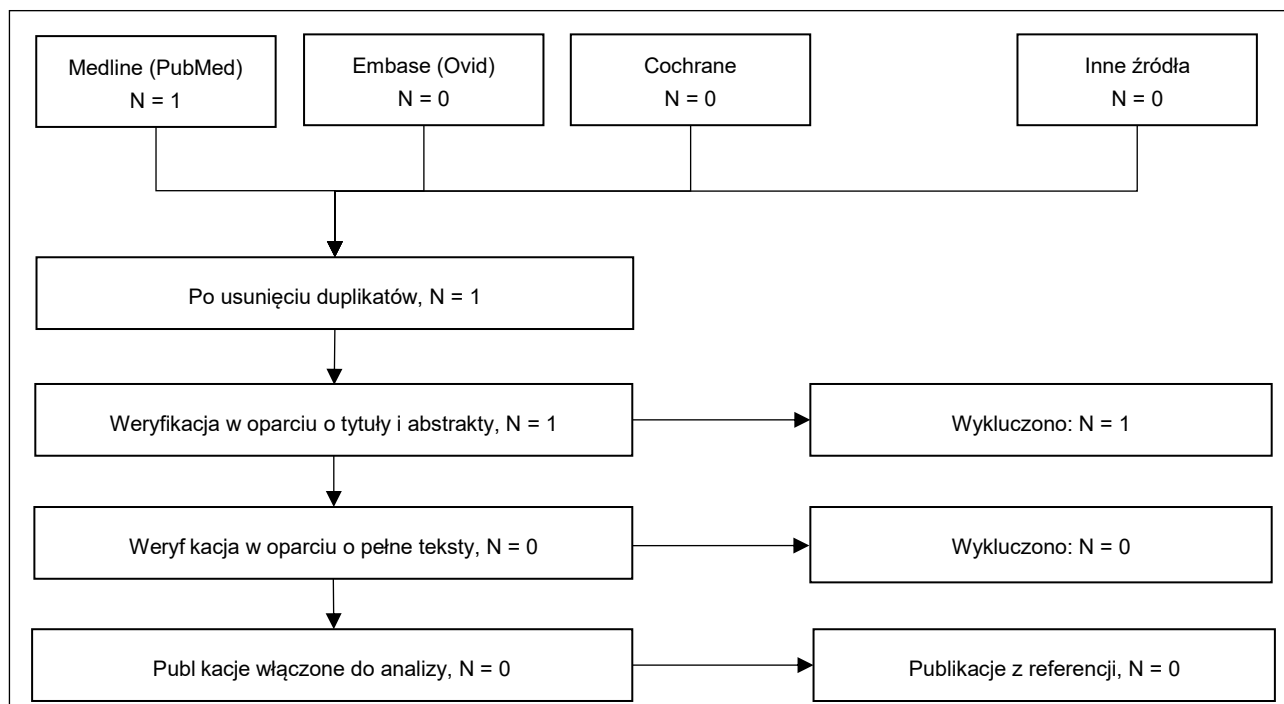 Medline (PubMed)
N = 1
Embase (Ovid)
N = 0
Cochrane
N = 0
Inne źródła
N = 0
Po usunięciu duplikatów, N = 1
Weryfikacja w oparciu o tytuły i abstrakty, N = 1
Wykluczono: N = 1
Weryf kacja w oparciu o pełne teksty, N = 0
Wykluczono: N = 0
Publ kacje włączone do analizy, N = 0
Publikacje z referencji, N = 0